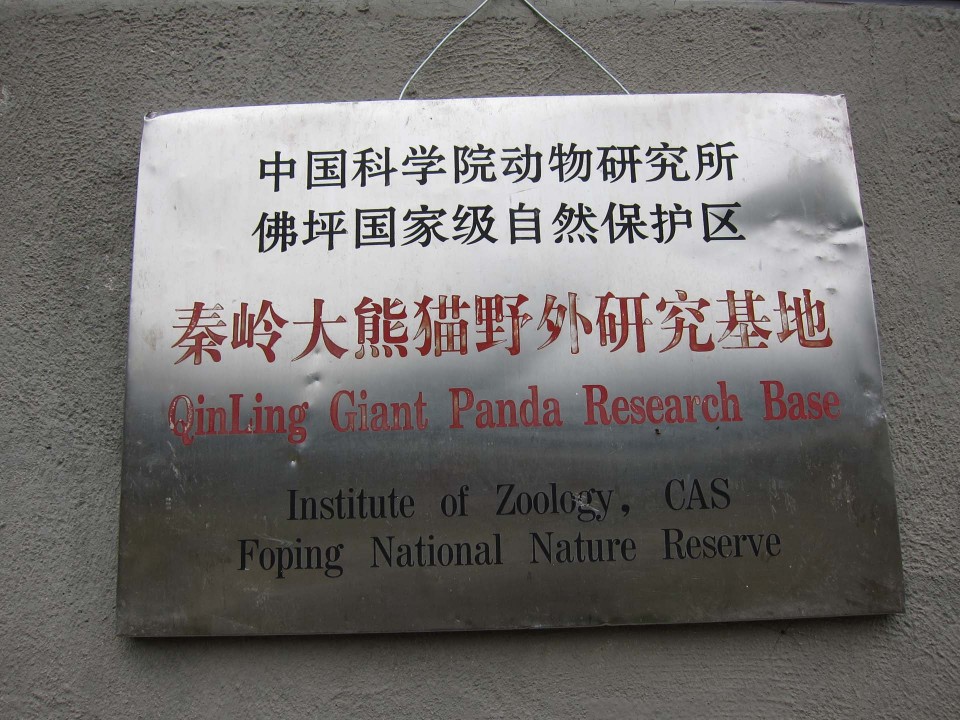 中国科学院动物研究所
佛坪国家级自然保护区
秦岭大熊猫野外研究基地
QinLing Giant Panda Research Base
Institute of Zoology, CAS
Foping National Nature Reserve